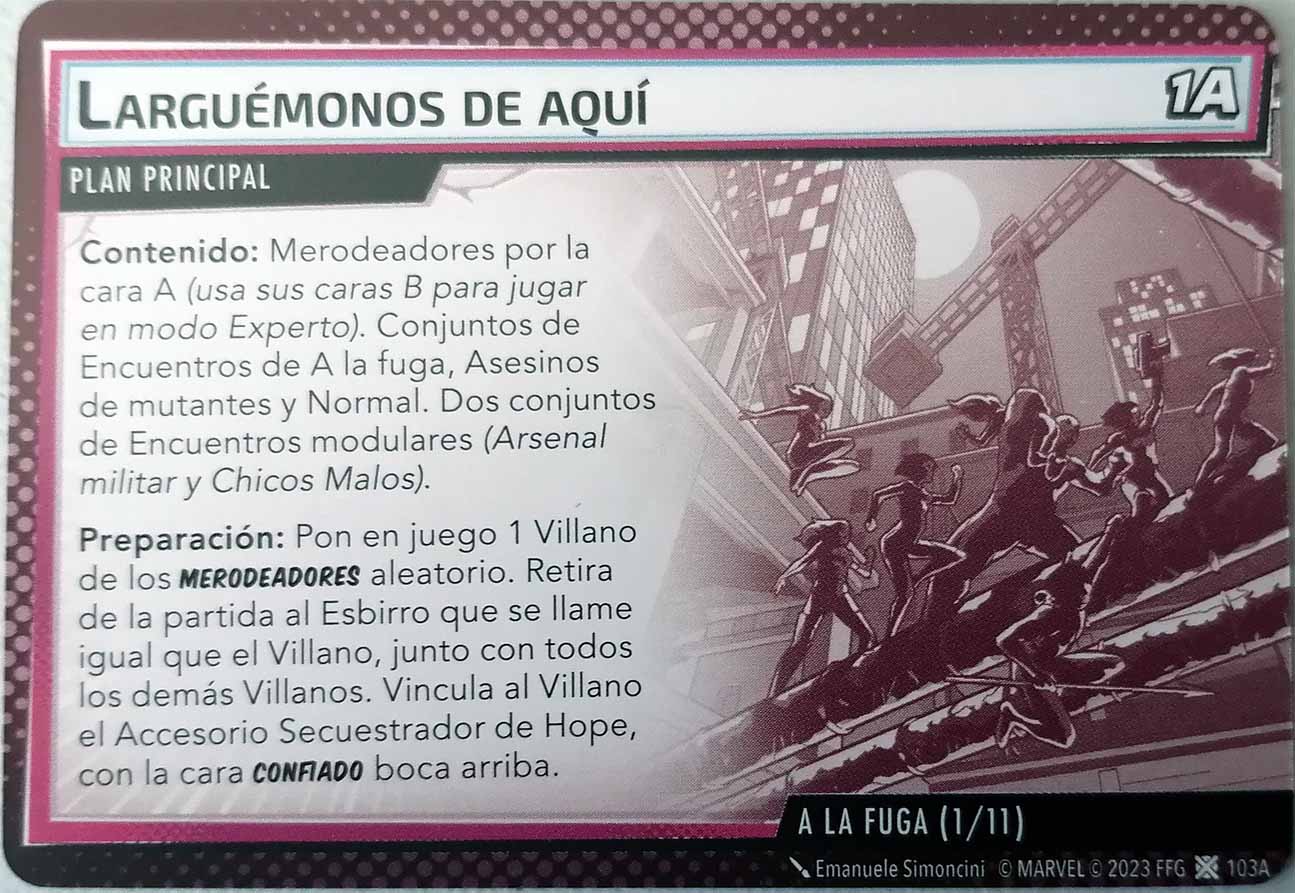 Larguémonos de aquí
1A
PLAN PRINCIPAL
Contenido: Merodeadores por la
cara A (usa sus caras B para jugar
en modo Experto). Conjuntos de
Encuentros de A la fuga, Asesinos
de mutantes y Normal. Dos conjuntos
de Encuentros modulares (Arsenal
militar y Chicos Malos).
Preparación: Pon en juego 1 Villano
de los MERODEADORES aleatorio. Retira
de la partida al Esbirro que se llame
igual que el Villano, junto con todos
los demás Villanos. Vincula al Villano
el Accesorio Secuestrador de Hope,
con la cara CONFIADO boca arriba.
A LA FUGA (1/11)
Emanuele Simoncini © MARVEL © 2023 FFG 103A